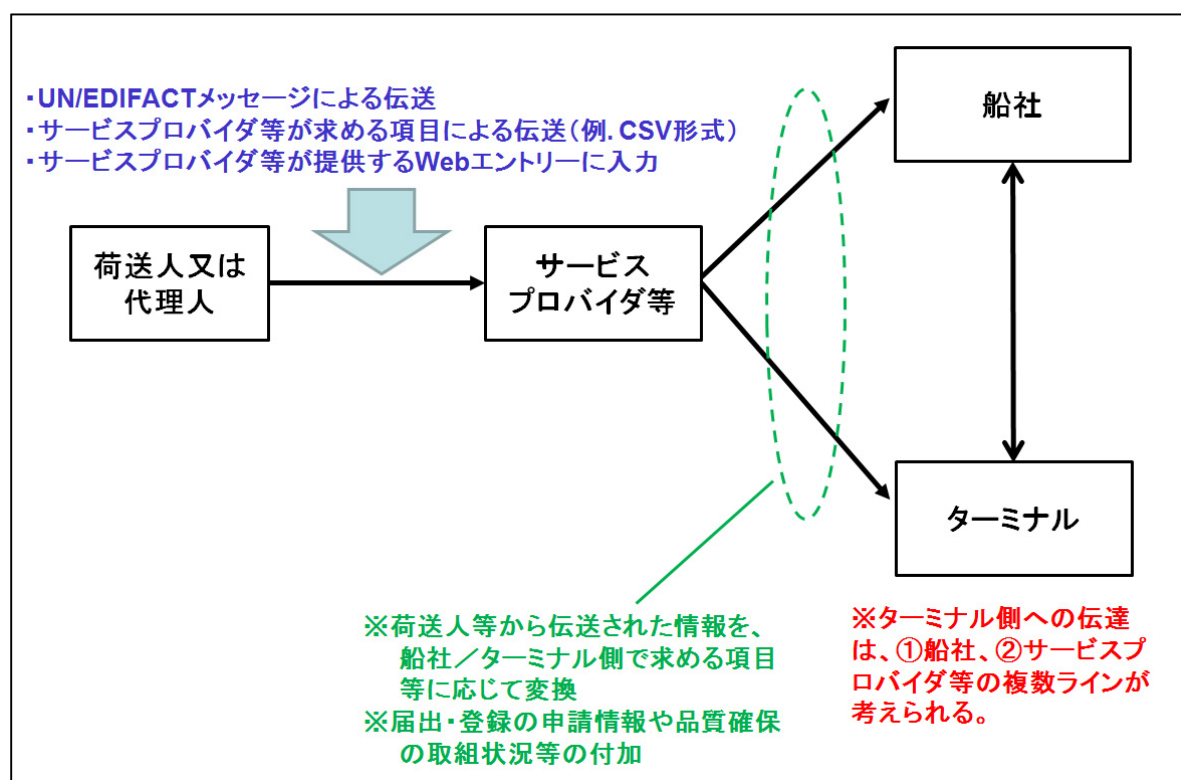 ・UN/EDIFACTメッセージによる伝送
・サービスプロバイダ等が求める項目による伝送(例. CSV形式)
・サービスプロバイダ等が提供するWebエントリーに入力
船社
荷送人又は
代理人
サービス
プロバイダ等
ターミナル
※荷送人等から伝送された情報を、
船社／ターミナル側で求める項目
等に応じて変換
※届出・登録の申請情報や品質確保
の取組状況等の付加
※ターミナル側への伝達
は、①船社、②サービスプ
ロバイダ等の複数ラインが
考えられる。